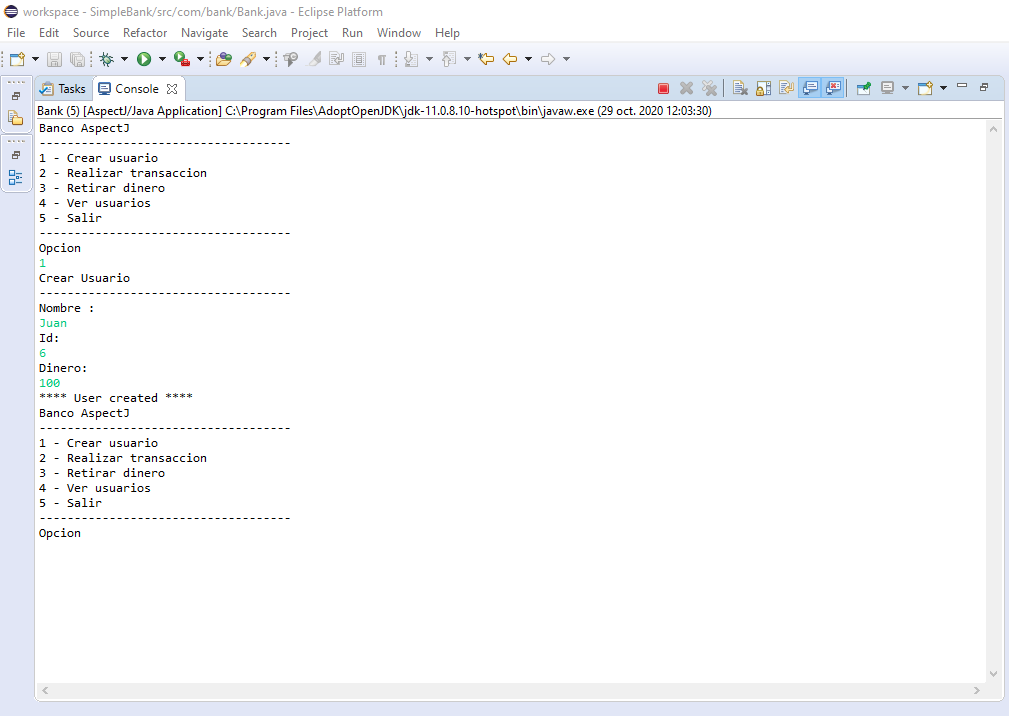 workspace - SimpleBank/src/com/bank/Bank.java - Eclipse Platform
File Edit Source Refactor Navigate Search Project Run Window Help
Tasks Console
Bank (5) [AspectJ/Java Application] C:\Program Files\AdoptOpenJDK\jdk-11.0.8.10-hotspot\bin\javaw.exe (29 oct. 2020 12:03:30)
Banco AspectJ
------------------------------------
1 - Crear usuario
2 - Realizar transaccion
3 - Retirar dinero
4 - Ver usuarios
5 - Salir
------------------------------------
Opcion
1
Crear Usuario
------------------------------------
Nombre :
Juan
Id:
6
Dinero:
100
**** User created ****
Banco AspectJ
------------------------------------
1 - Crear usuario
2 - Realizar transaccion
3 - Retirar dinero
4 - Ver usuarios
5 - Salir
------------------------------------
Opcion